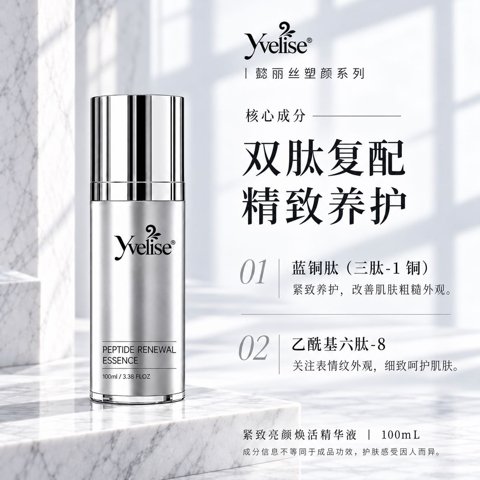 Yvelise®
丨懿丽丝塑颜系列
核心成分
双肽复配
精致养护
01
蓝铜肽（三肽-1 铜）
紧致养护，改善肌肤粗糙外观。
02
乙酰基六肽-8
关注表情纹外观，细致呵护肌肤。
Yvelise®
PEPTIDE RENEWAL
ESSENCE
100ml / 3.38 FL.OZ
紧致亮颜焕活精华液 | 100mL
成分信息不等同于成品功效，护肤感受因人而异。